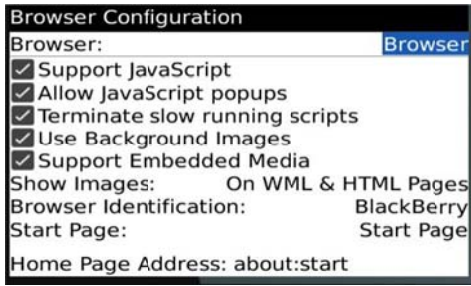 Browser Configuration
Browser: Browser
Support JavaScript
Allow JavaScript popups
Terminate slow running scripts
Use Background Images
Support Embedded Media
Show Images: On WML & HTML Pages
Browser Identification: BlackBerry
Start Page: Start Page
Home Page Address: about:start